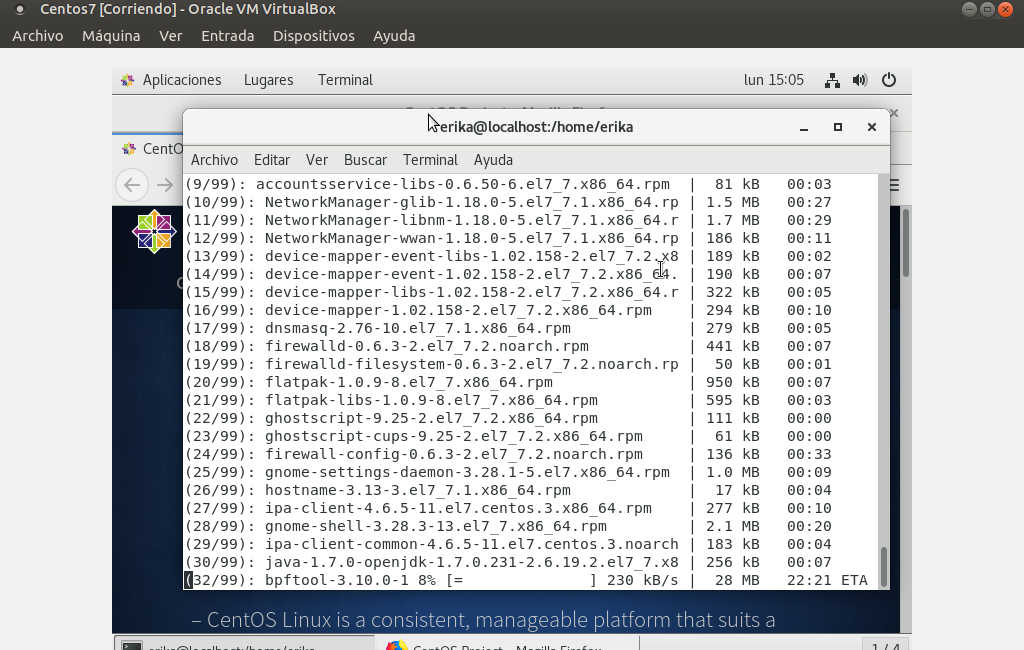 Centos7 [Corriendo] - Oracle VM VirtualBox
Archivo Máquina Ver Entrada Dispositivos Ayuda
Aplicaciones Lugares Terminal lun 15:05
erika@localhost:/home/erika
CentO
Archivo Editar Ver Buscar Terminal Ayuda
(9/99): accountsservice-libs-0.6.50-6.el7_7.x86_64.rpm | 81 kB 00:03
(10/99): NetworkManager-glib-1.18.0-5.el7_7.1.x86_64.rp | 1.5 MB 00:27
(11/99): NetworkManager-libnm-1.18.0-5.el7_7.1.x86_64.r | 1.7 MB 00:29
(12/99): NetworkManager-wwan-1.18.0-5.el7_7.1.x86_64.rp | 186 kB 00:11
(13/99): device-mapper-event-libs-1.02.158-2.el7_7.2.x8 | 189 kB 00:02
(14/99): device-mapper-event-1.02.158-2.el7_7.2.x86_64. | 190 kB 00:07
(15/99): device-mapper-libs-1.02.158-2.el7_7.2.x86_64.r | 322 kB 00:05
(16/99): device-mapper-1.02.158-2.el7_7.2.x86_64.rpm | 294 kB 00:10
(17/99): dnsmasq-2.76-10.el7_7.1.x86_64.rpm | 279 kB 00:05
(18/99): firewalld-0.6.3-2.el7_7.2.noarch.rpm | 441 kB 00:07
(19/99): firewalld-filesystem-0.6.3-2.el7_7.2.noarch.rp | 50 kB 00:01
(20/99): flatpak-1.0.9-8.el7_7.x86_64.rpm | 950 kB 00:07
(21/99): flatpak-libs-1.0.9-8.el7_7.x86_64.rpm | 595 kB 00:03
(22/99): ghostscript-9.25-2.el7_7.2.x86_64.rpm | 111 kB 00:00
(23/99): ghostscript-cups-9.25-2.el7_7.2.x86_64.rpm | 61 kB 00:00
(24/99): firewall-config-0.6.3-2.el7_7.2.noarch.rpm | 136 kB 00:33
(25/99): gnome-settings-daemon-3.28.1-5.el7.x86_64.rpm | 1.0 MB 00:09
(26/99): hostname-3.13-3.el7_7.1.x86_64.rpm | 17 kB 00:04
(27/99): ipa-client-4.6.5-11.el7.centos.3.x86_64.rpm | 277 kB 00:10
(28/99): gnome-shell-3.28.3-13.el7_7.x86_64.rpm | 2.1 MB 00:20
(29/99): ipa-client-common-4.6.5-11.el7.centos.3.noarch | 183 kB 00:04
(30/99): java-1.7.0-openjdk-1.7.0.231-2.6.19.2.el7_7.x8 | 256 kB 00:07
(32/99): bpftool-3.10.0-1 8% [= ] 230 kB/s | 28 MB 22:21 ETA
– CentOS Linux is a consistent, manageable platform that suits a
erika@localhost:/home/erika CentOS Project - Mozilla Firefox 1 / 4